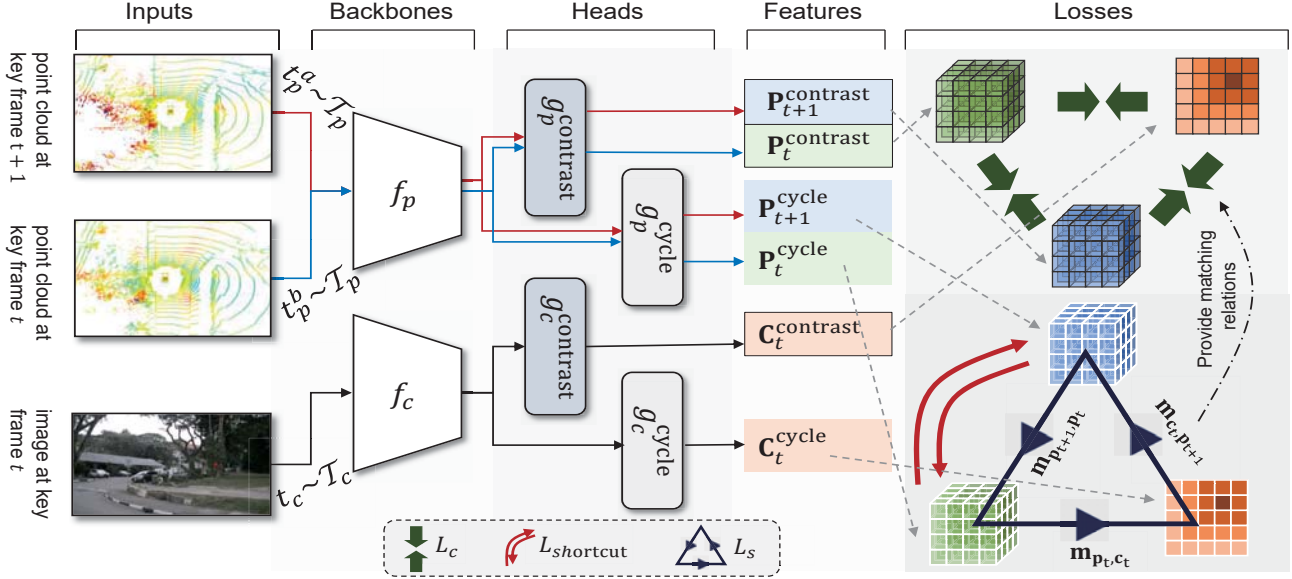 Inputs
Backbones
Heads
Features
Losses
point cloud at
key frame t + 1
point cloud at
key frame t
image at key
frame t
t_p^a~T_p
t_p^b~T_p
t_c~T_c
f_p
f_c
g_p^contrast
g_p^cycle
g_c^contrast
g_c^cycle
P_{t+1}^contrast
P_t^contrast
P_{t+1}^cycle
P_t^cycle
C_t^contrast
C_t^cycle
Provide matching
relations
m_{p_{t+1},p_t}
m_{c_t,p_{t+1}}
m_{p_t,c_t}
L_c
L_{shortcut}
L_s